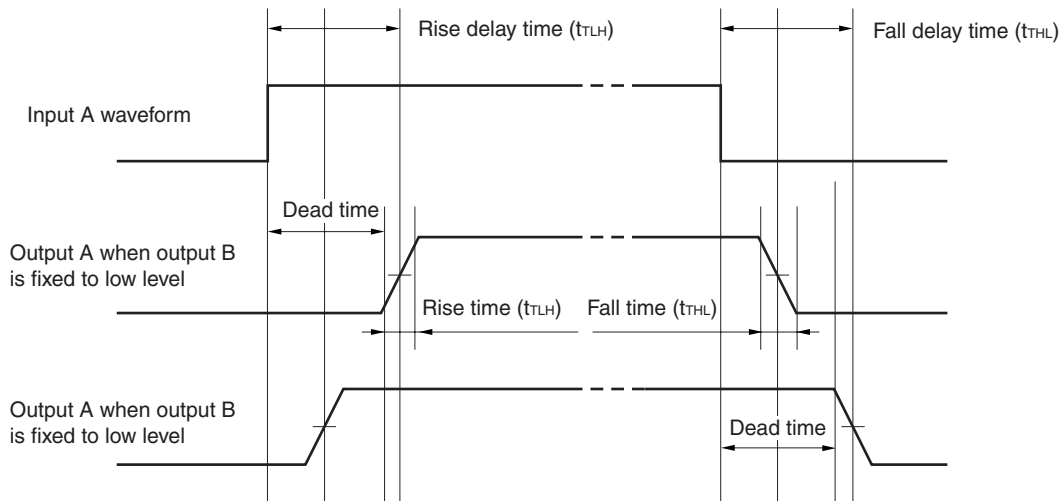 Rise delay time (tTLH)
Fall delay time (tTHL)
Input A waveform
Dead time
Output A when output B
is fixed to low level
Rise time (tTLH)
Fall time (tTHL)
Output A when output B
is fixed to low level
Dead time